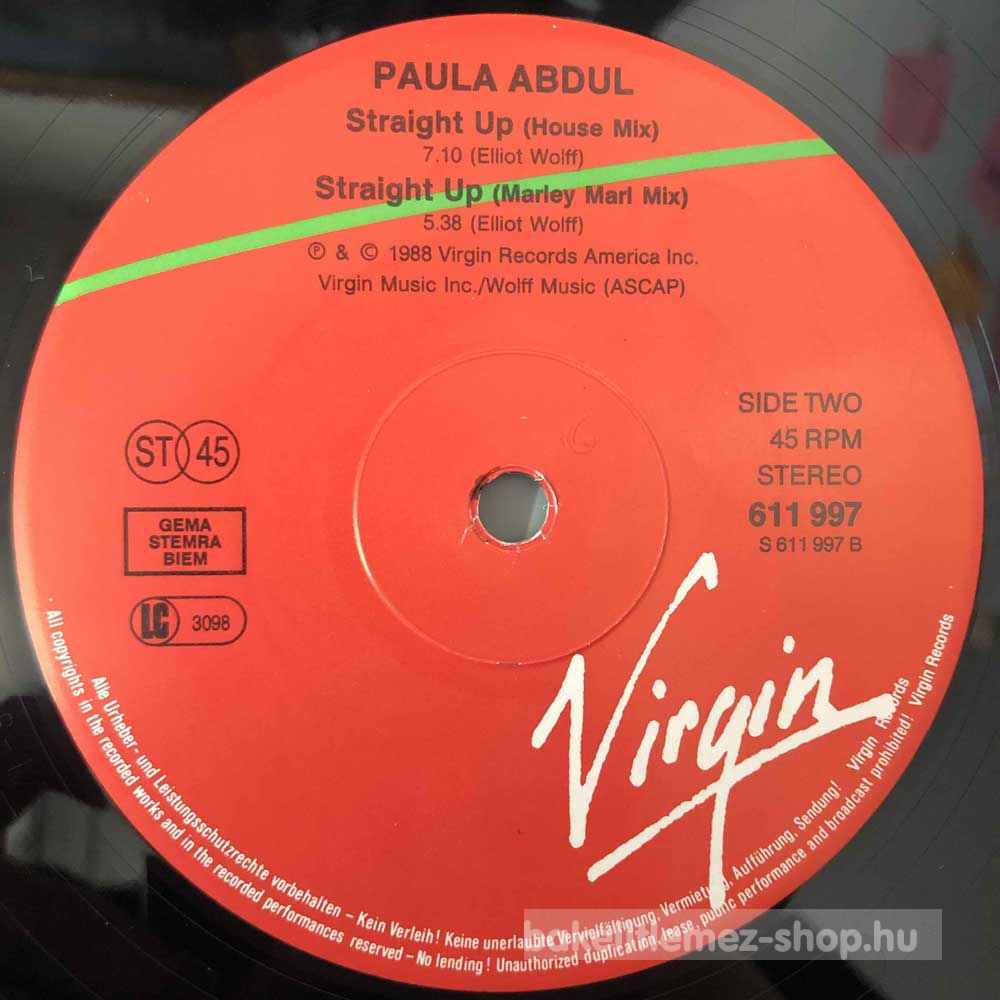 PAULA ABDUL
Straight Up (House Mix)
7.10 (Elliot Wolff)
Straight Up (Marley Marl Mix)
5.38 (Elliot Wolff)
℗ & © 1988 Virgin Records America Inc.
Virgin Music Inc./Wolff Music (ASCAP)
SIDE TWO
45 RPM
STEREO
611 997
S 611 997 B
ST 45
GEMA
STEMRA
BIEM
LC 3098
Virgin
Alle Urheber- und Leistungsschutzrechte vorbehalten – Kein Verleih! Keine unerlaubte Vervielfältigung, Vermietung, Aufführung, Sendung! Virgin Records
All copyrights in the recorded works and in the recorded performances reserved – No lending! Unauthorized duplication, lease, public performance and broadcast prohibited! Virgin Records
bakelitlemez-shop.hu